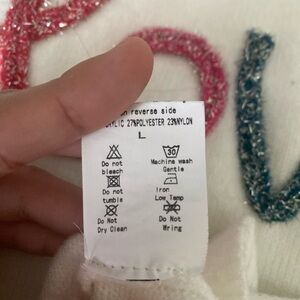 on reverse side
27%POLYESTER 23%NYLON
L
30
Do not bleach
Machine wash Gentle
Do not tumble
Iron Low Temp
Do Not Dry Clean
Do Not Wring